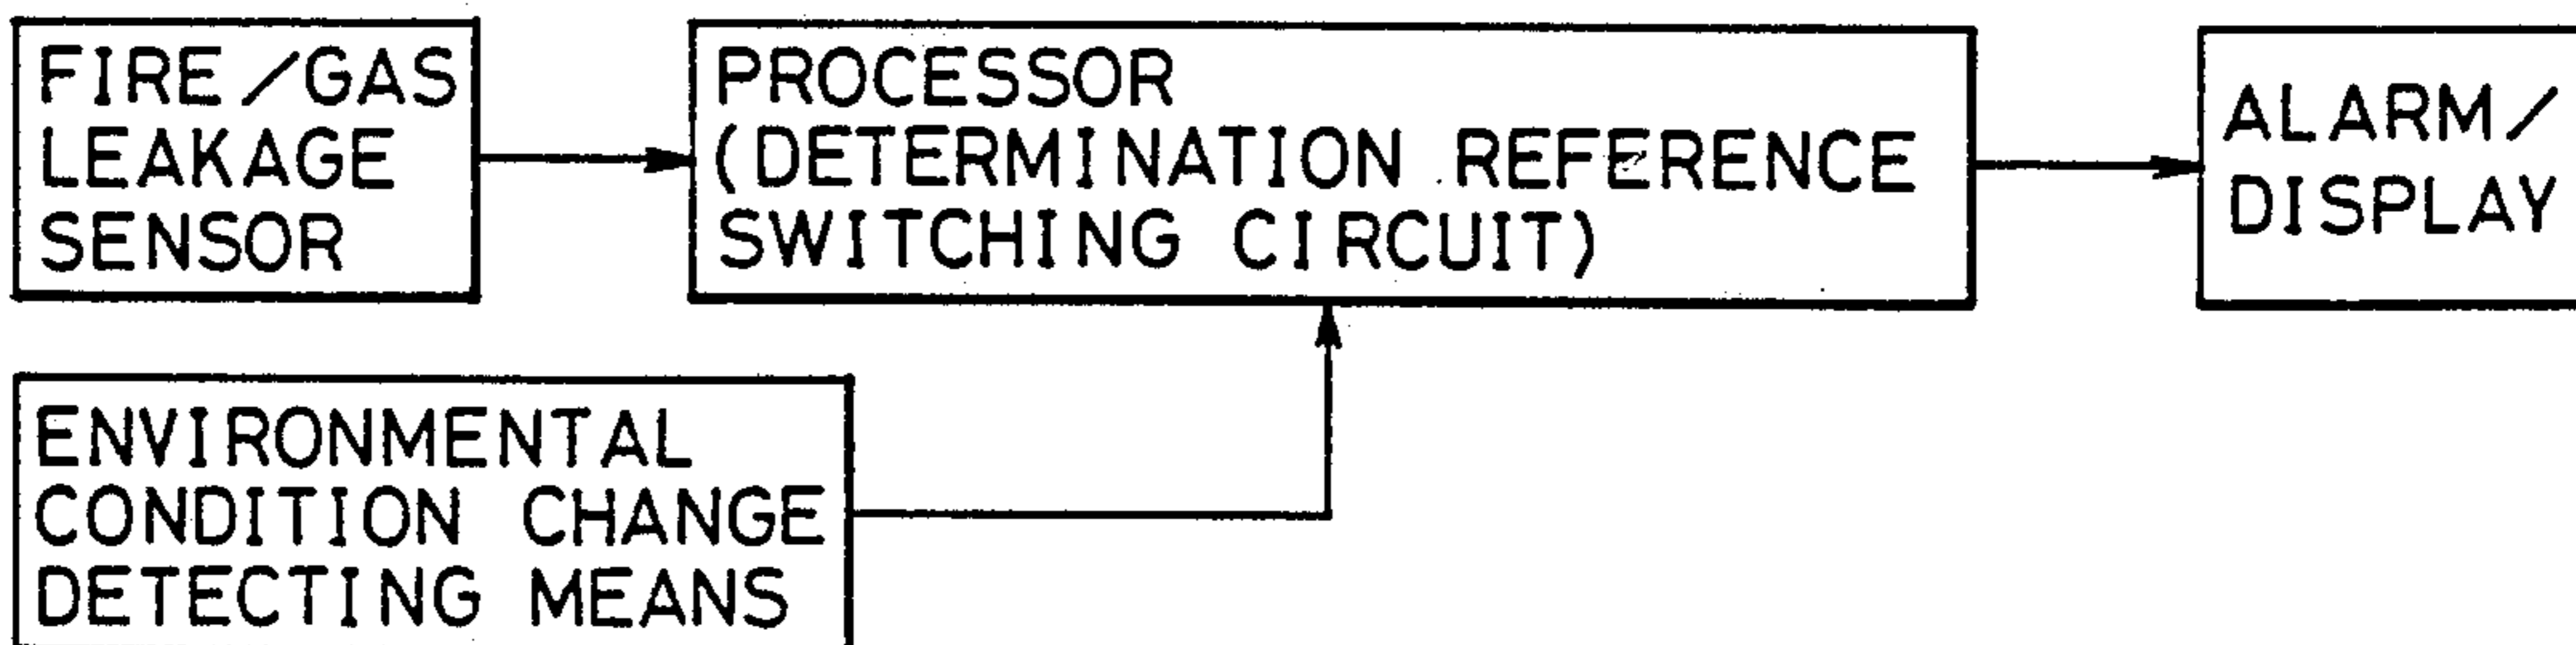 FIRE/GAS
LEAKAGE
SENSOR
PROCESSOR
(DETERMINATION REFERENCE
SWITCHING CIRCUIT)
ALARM/
DISPLAY
ENVIRONMENTAL
CONDITION CHANGE
DETECTING MEANS